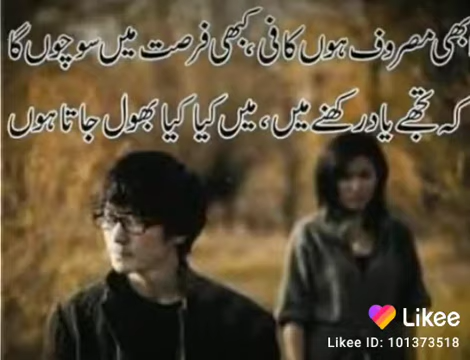 ابھی مصروف ہوں کافی، کبھی فرصت میں سوچوں گا
کہ تجھے یاد رکھنے میں، میں کیا کیا بھول جاتا ہوں
Likee
Likee ID: 101373518